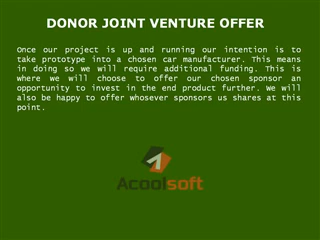 DONOR JOINT VENTURE OFFER
Once our project is up and running our intention is to
take prototype into a chosen car manufacturer. This means
in doing so we will require additional funding. This is
where we will choose to offer our chosen sponsor an
opportunity to invest in the end product further. We will
also be happy to offer whosever sponsors us shares at this
point.
Acoolsoft